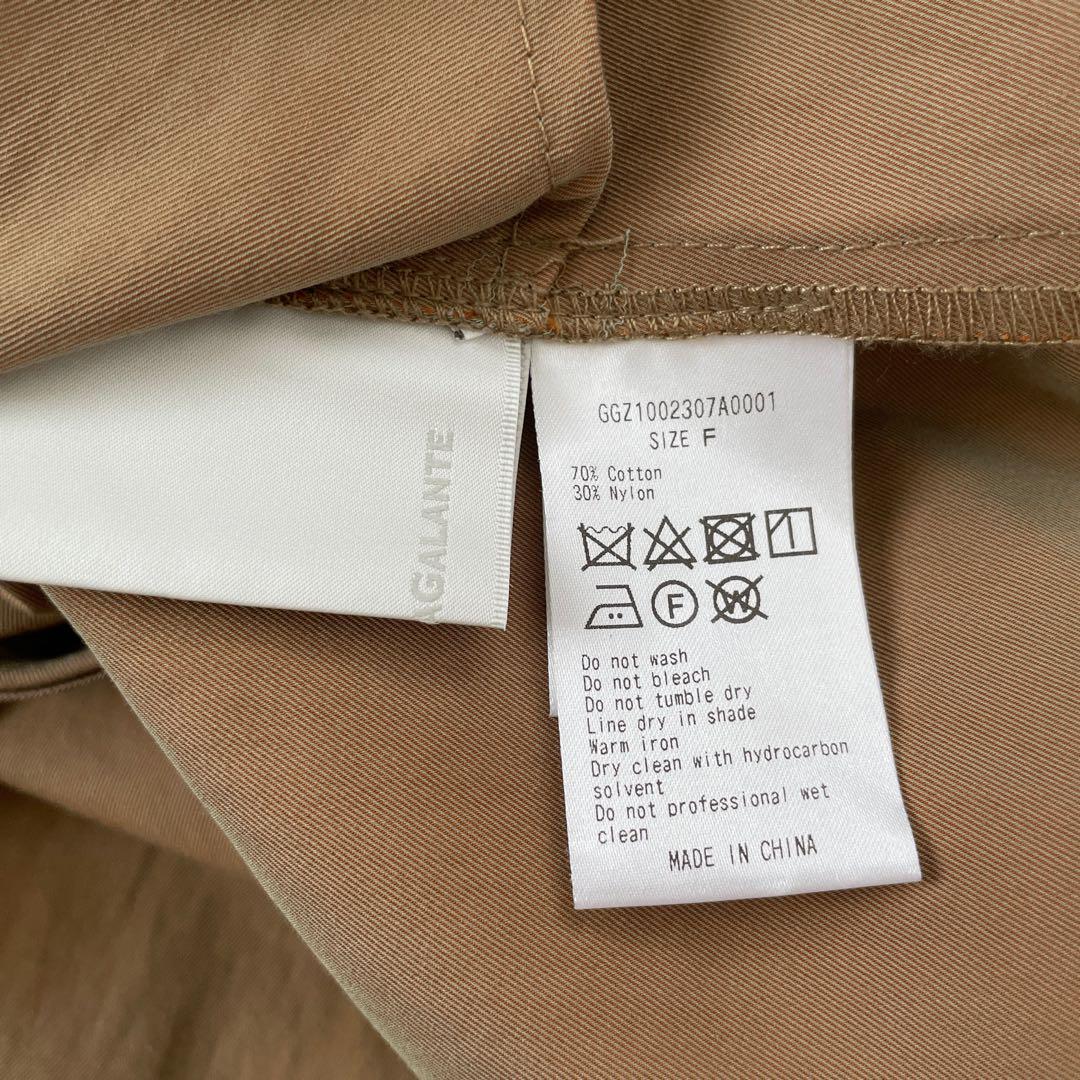 GGZ1002307A0001
SIZE F
70% Cotton
30% Nylon
F
W
Do not wash
Do not bleach
Do not tumble dry
Line dry in shade
Warm iron
Dry clean with hydrocarbon
solvent
Do not professional wet
clean
MADE IN CHINA
AGALANTE